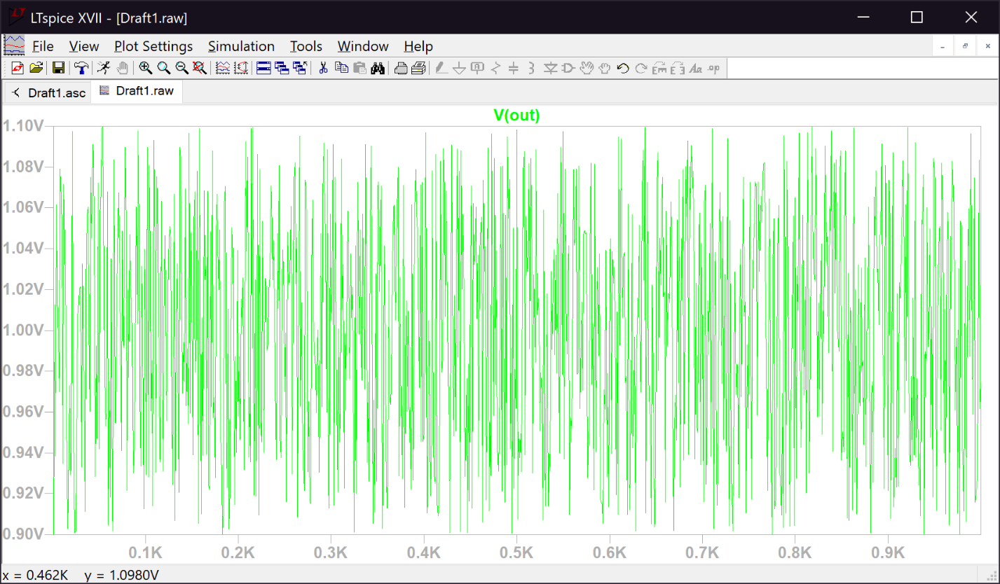 LTspice XVII - [Draft1.raw]
File View Plot Settings Simulation Tools Window Help
Aa .op
Draft1.asc Draft1.raw
V(out)
1.10V
1.08V
1.06V
1.04V
1.02V
1.00V
0.98V
0.96V
0.94V
0.92V
0.90V
0.1K 0.2K 0.3K 0.4K 0.5K 0.6K 0.7K 0.8K 0.9K
x = 0.462K y = 1.0980V